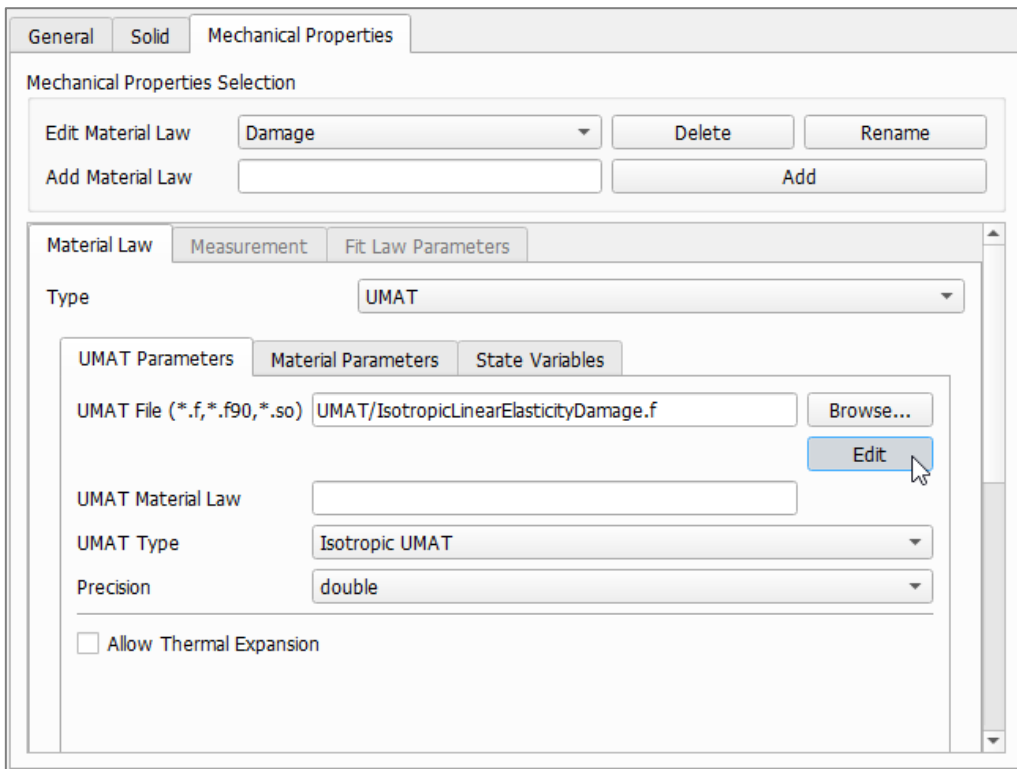 General Solid Mechanical Properties
Mechanical Properties Selection
Edit Material Law Damage Delete Rename
Add Material Law Add
Material Law Measurement Fit Law Parameters
Type UMAT
UMAT Parameters Material Parameters State Variables
UMAT File (*.f,*.f90,*.so) UMAT/IsotropicLinearElasticityDamage.f Browse...
Edit
UMAT Material Law
UMAT Type Isotropic UMAT
Precision double
Allow Thermal Expansion